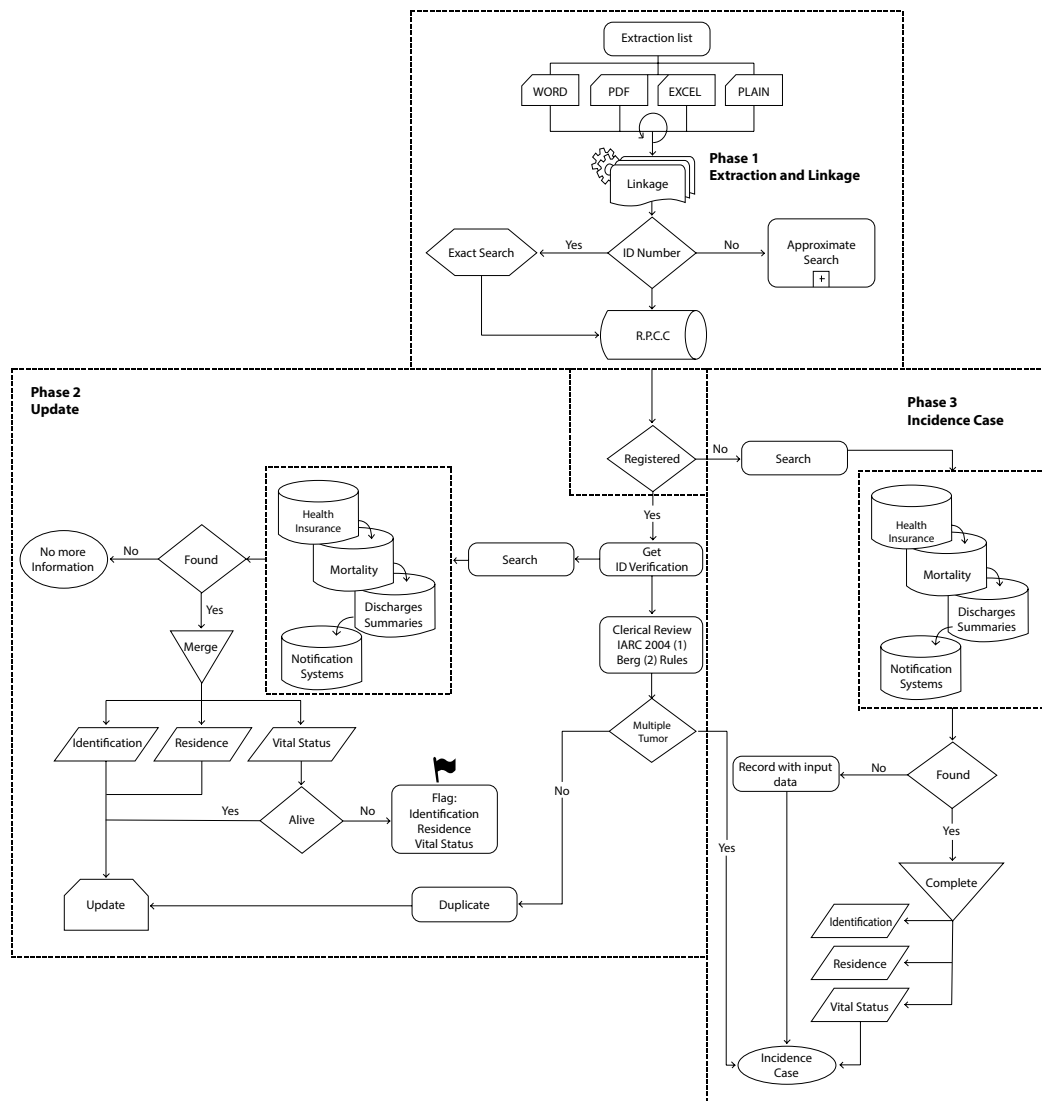 Extraction list
WORD
PDF
EXCEL
PLAIN
Phase 1
Extraction and Linkage
Linkage
Exact Search
Yes
ID Number
No
Approximate
Search
+
R.P.C.C
Phase 2
Update
Phase 3
Incidence Case
Registered
No
Search
Yes
Health
Insurance
Mortality
Discharges
Summaries
Notification
Systems
No more
Information
No
Found
Search
Get
ID Verification
Yes
Merge
Clerical Review
IARC 2004 (1)
Berg (2) Rules
Identification
Residence
Vital Status
Multiple
Tumor
Yes
Alive
No
Flag:
Identification
Residence
Vital Status
No
Yes
Update
Duplicate
Health
Insurance
Mortality
Discharges
Summaries
Notification
Systems
Record with input
data
No
Found
Yes
Complete
Identification
Residence
Vital Status
Incidence
Case